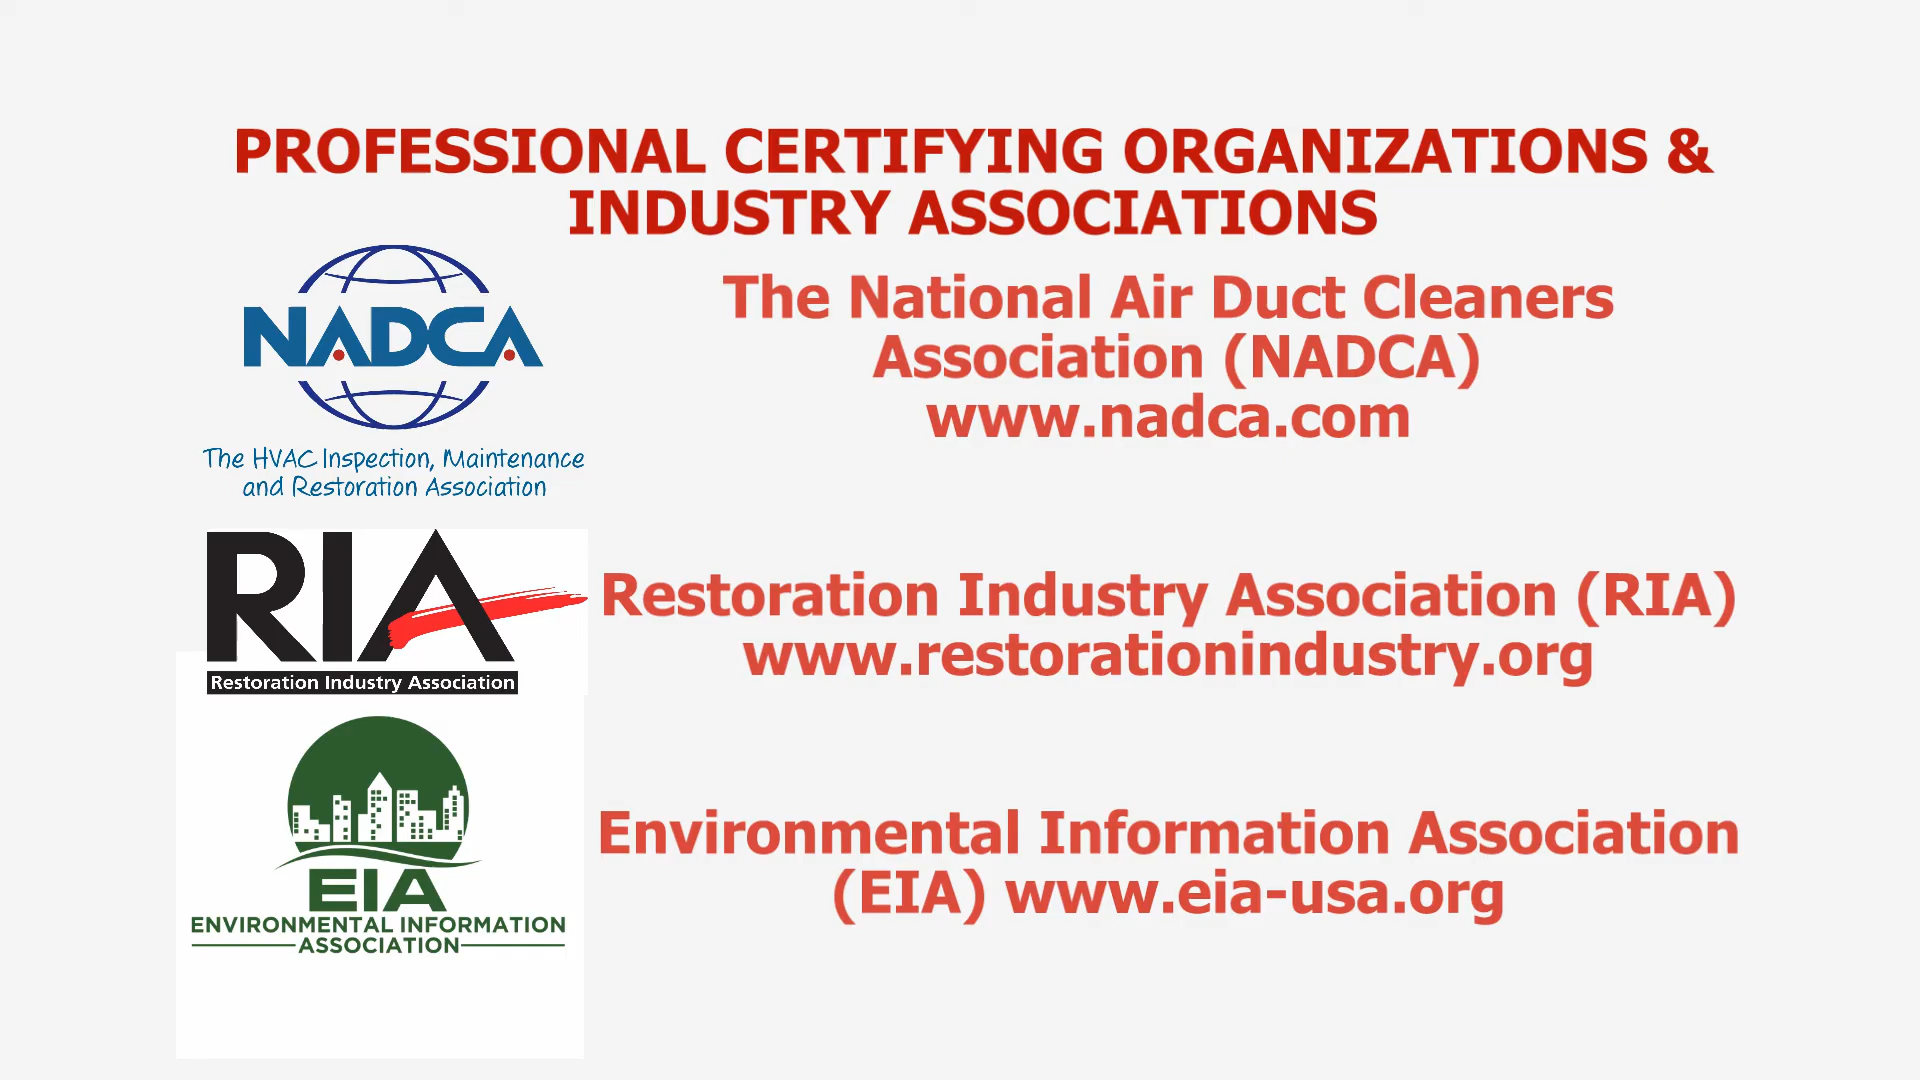 PROFESSIONAL CERTIFYING ORGANIZATIONS &
INDUSTRY ASSOCIATIONS
NADCA
The HVAC Inspection, Maintenance
and Restoration Association
The National Air Duct Cleaners
Association (NADCA)
www.nadca.com
RIA
Restoration Industry Association
Restoration Industry Association (RIA)
www.restorationindustry.org
EIA
ENVIRONMENTAL INFORMATION
ASSOCIATION
Environmental Information Association
(EIA) www.eia-usa.org